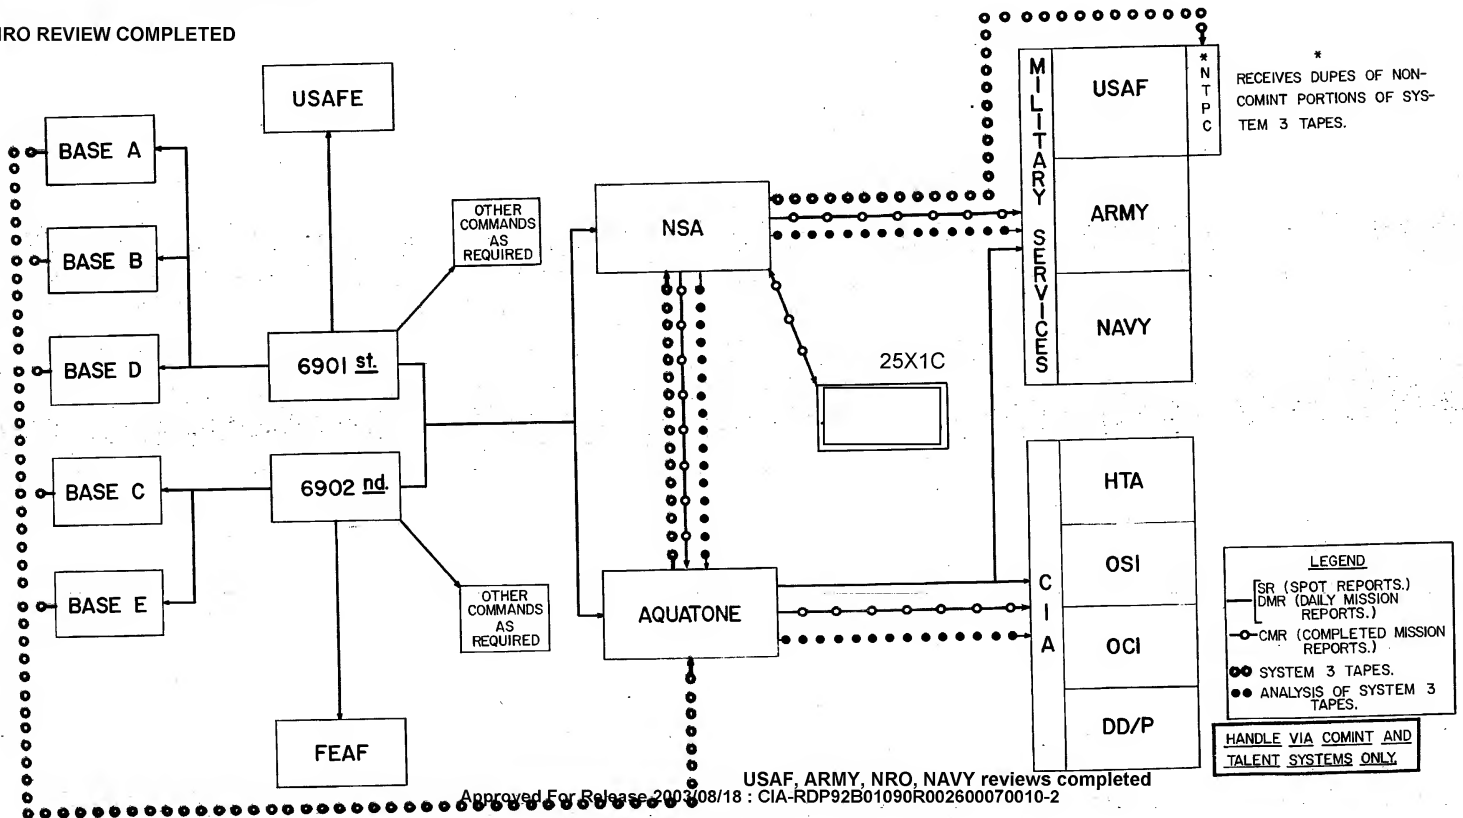 NRO REVIEW COMPLETED
USAFE
BASE A
BASE B
BASE D
BASE C
BASE E
OTHER
COMMANDS
AS
REQUIRED
6901 st.
6902 nd.
OTHER
COMMANDS
AS
REQUIRED
FEAF
NSA
25X1C
AQUATONE
MILITARY SERVICES
USAF
ARMY
NAVY
*NTPC
*
RECEIVES DUPES OF NON-
COMINT PORTIONS OF SYS-
TEM 3 TAPES.
CIA
HTA
OSI
OCI
DD/P
LEGEND
SR (SPOT REPORTS.)
DMR (DAILY MISSION
REPORTS.)
CMR (COMPLETED MISSION
REPORTS.)
SYSTEM 3 TAPES.
ANALYSIS OF SYSTEM 3
TAPES.
HANDLE VIA COMINT AND
TALENT SYSTEMS ONLY.
USAF, ARMY, NRO, NAVY reviews completed
Approved For Release 2003/08/18 : CIA-RDP92B01090R002600070010-2